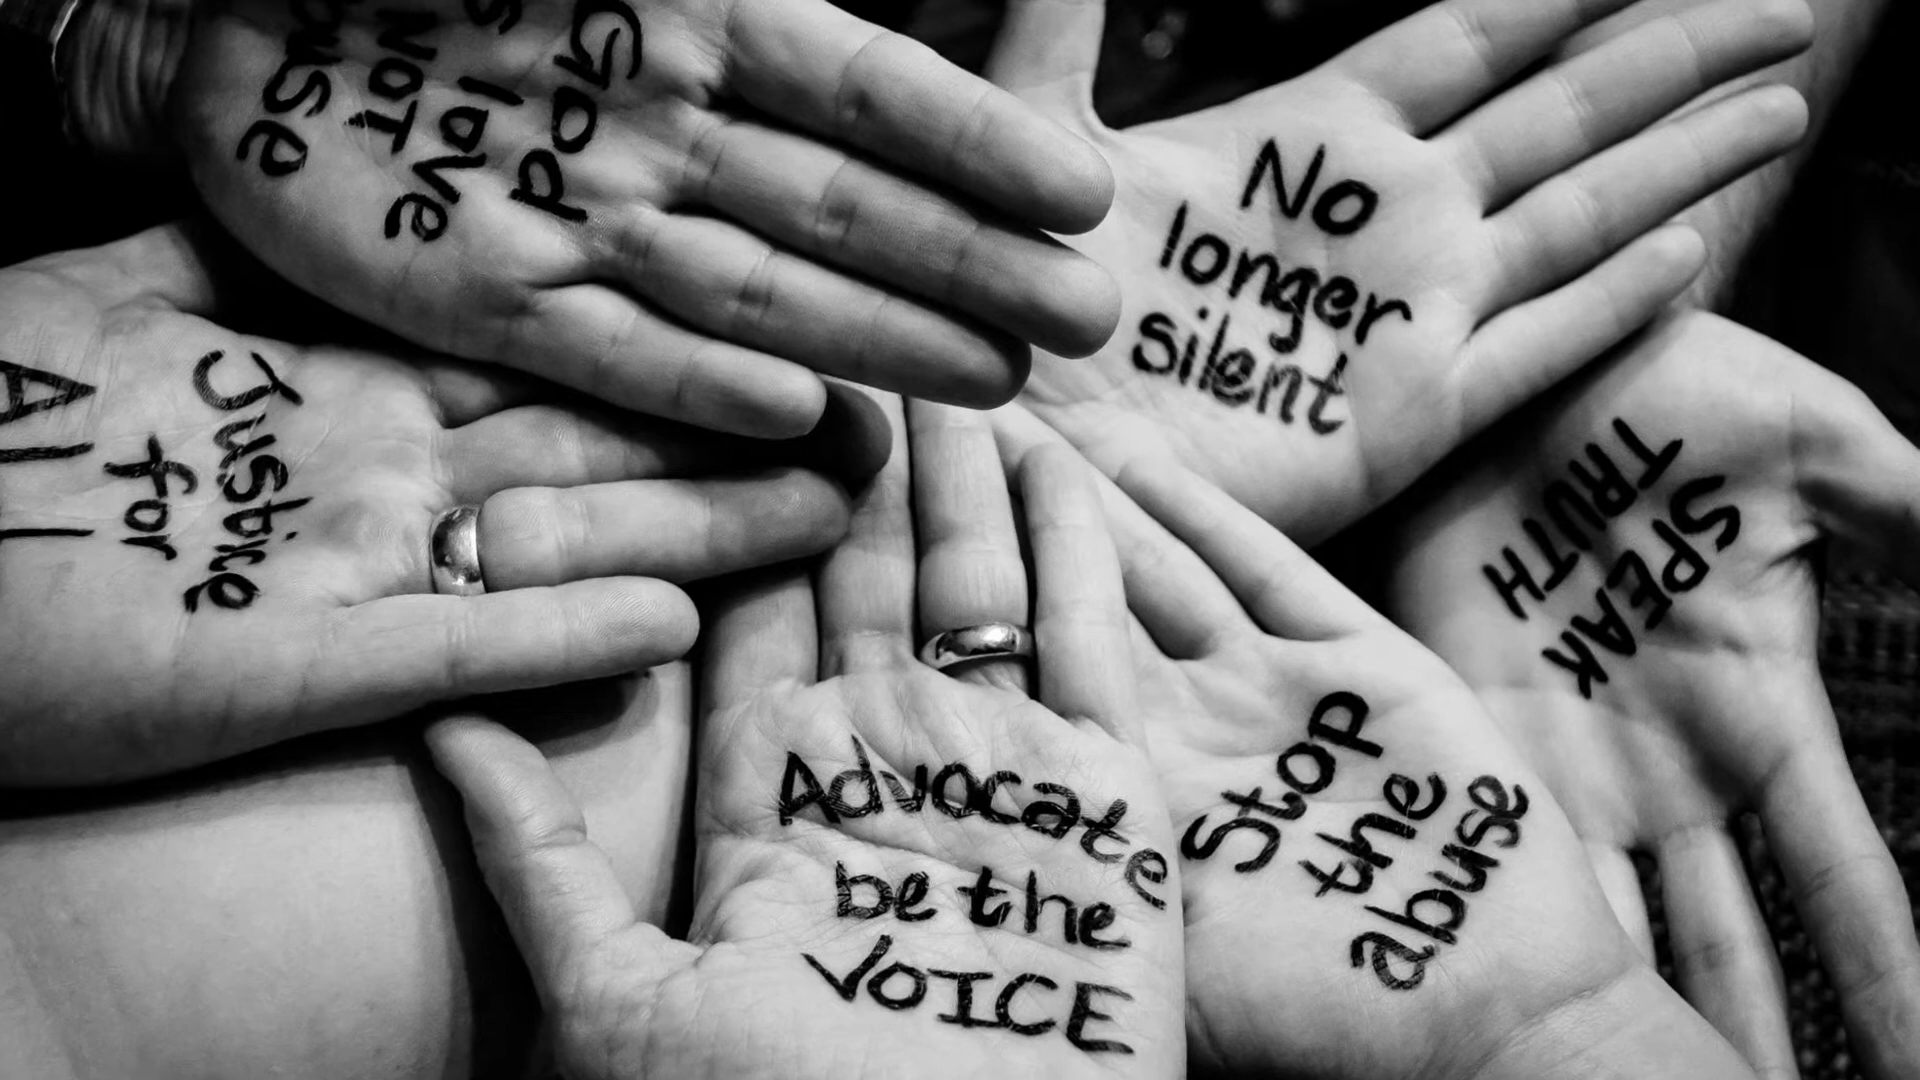 God
is love
NOT
abuse
No
longer
silent
Justice
for
ALL
SPEAK
TRUTH
Advocate
be the
VOICE
Stop
the
abuse